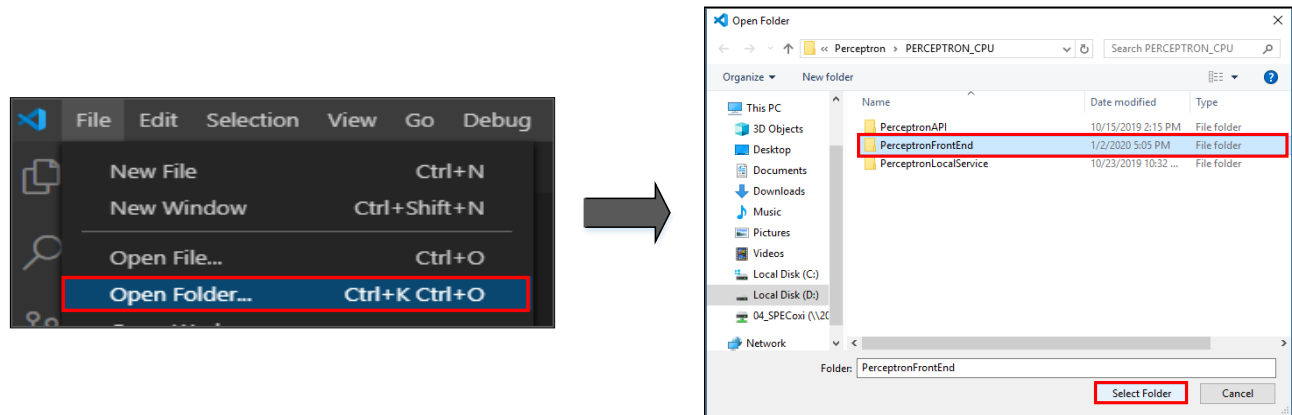 File Edit Selection View Go Debug
New File Ctrl+N
New Window Ctrl+Shift+N
Open File... Ctrl+O
Open Folder... Ctrl+K Ctrl+O
Open Folder
« Perceptron › PERCEPTRON_CPU
Search PERCEPTRON_CPU
Organize New folder
This PC
3D Objects
Desktop
Documents
Downloads
Music
Pictures
Videos
Local Disk (C:)
Local Disk (D:)
04_SPECoxi (\\20
Network
Name Date modified Type
PerceptronAPI 10/15/2019 2:15 PM File folder
PerceptronFrontEnd 1/2/2020 5:05 PM File folder
PerceptronLocalService 10/23/2019 10:32 ... File folder
Folder: PerceptronFrontEnd
Select Folder Cancel